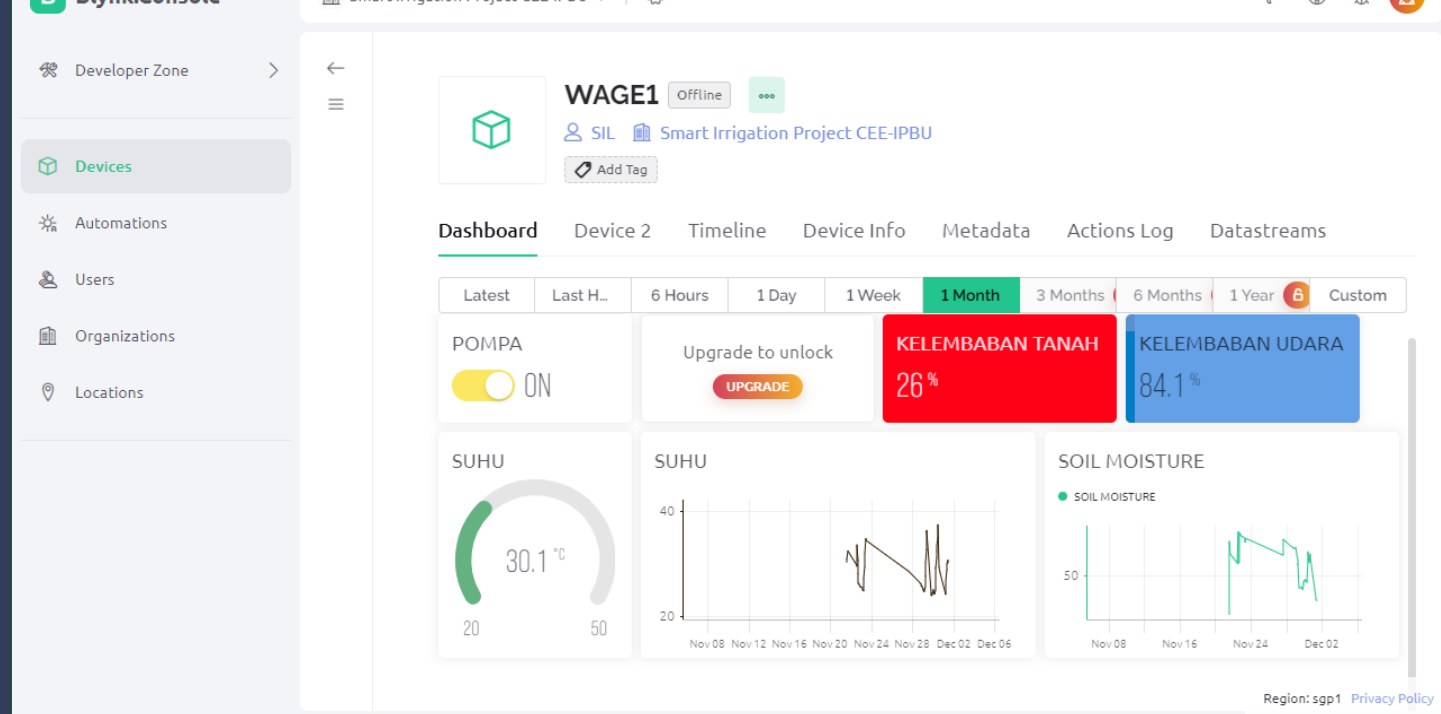 Developer Zone
Devices
Automations
Users
Organizations
Locations
WAGE1 Offline
SIL Smart Irrigation Project CEE-IPBU
Add Tag
Dashboard Device 2 Timeline Device Info Metadata Actions Log Datastreams
Latest Last H... 6 Hours 1 Day 1 Week 1 Month 3 Months 6 Months 1 Year Custom
POMPA
ON
Upgrade to unlock
UPGRADE
KELEMBABAN TANAH
26 %
KELEMBABAN UDARA
84.1 %
SUHU
30.1 °C
20 50
SUHU
40
20
Nov 08 Nov 12 Nov 16 Nov 20 Nov 24 Nov 28 Dec 02 Dec 06
SOIL MOISTURE
SOIL MOISTURE
50
Nov 08 Nov 16 Nov 24 Dec 02
Region: sgp1 Privacy Policy